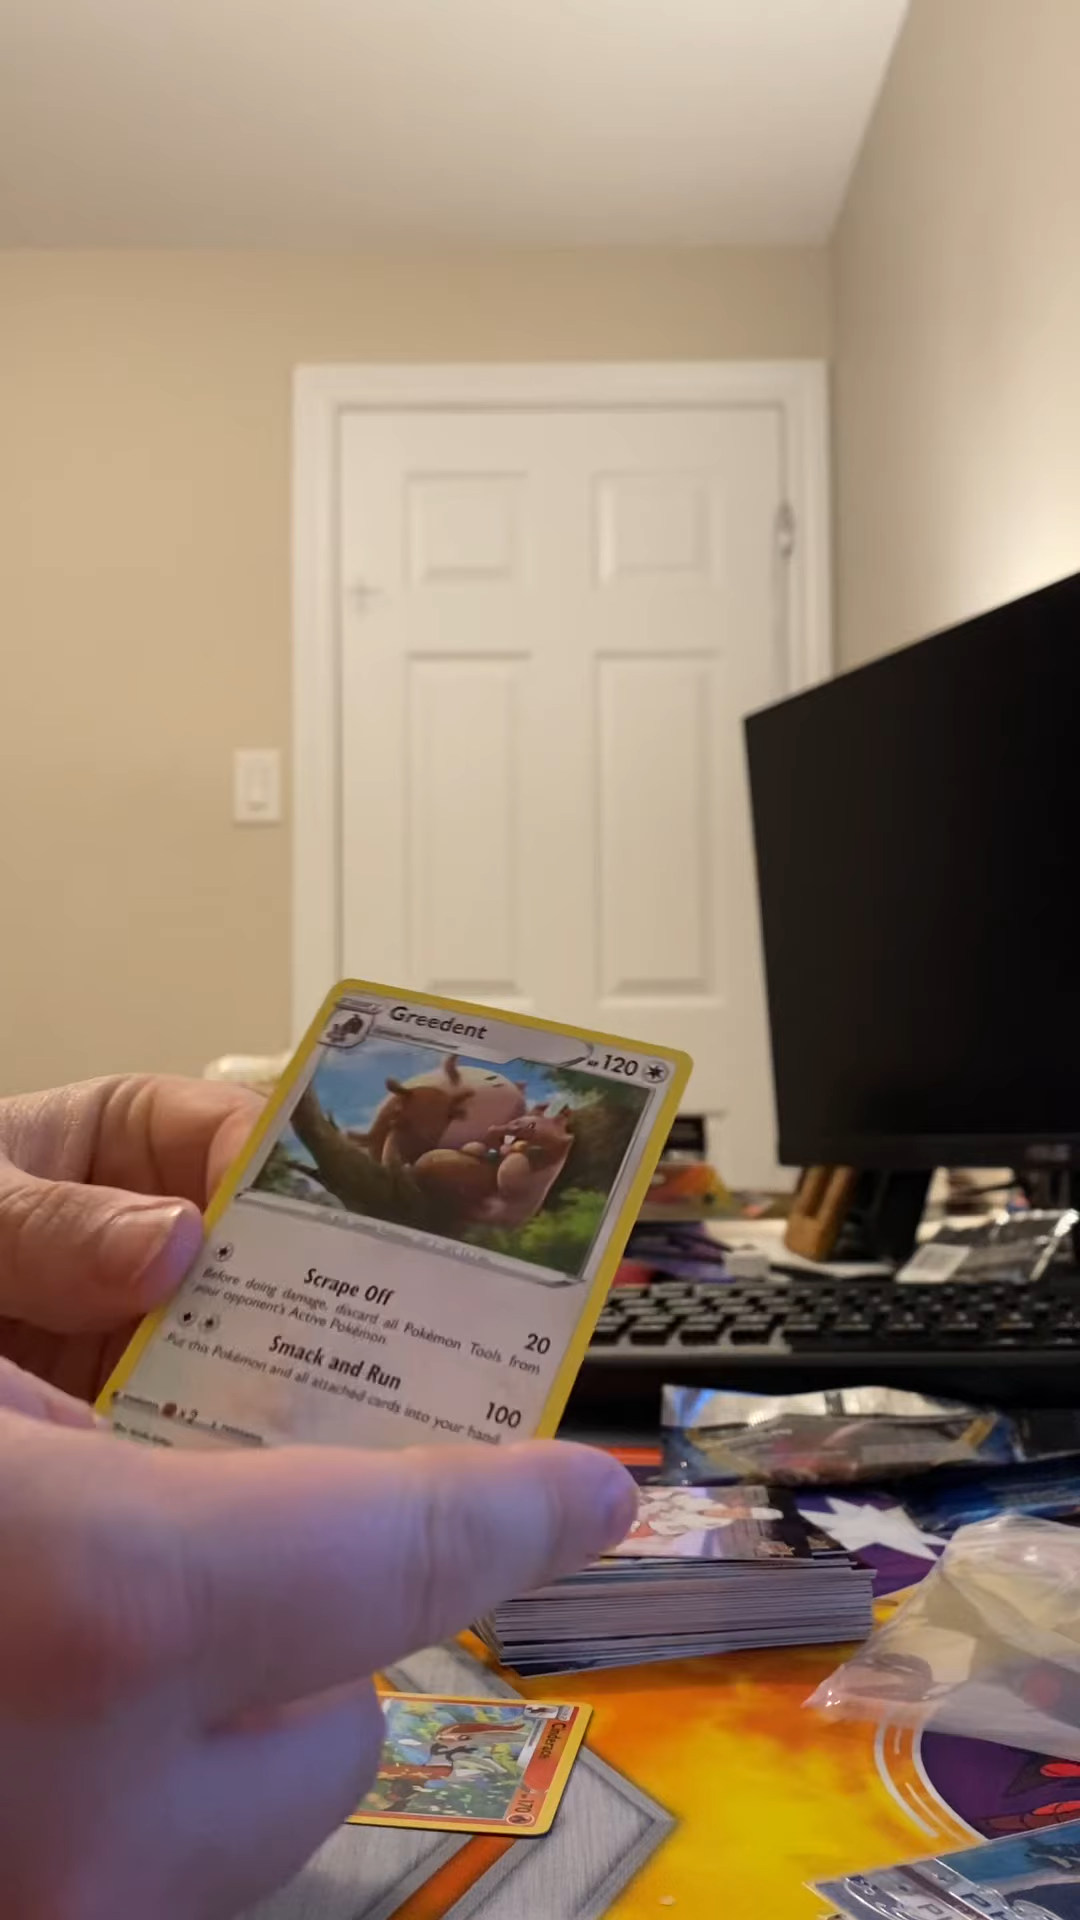 Greedent
120
Scrape Off
20
Before doing damage, discard all Pokémon Tools from
your opponent's Active Pokémon.
Smack and Run
100
Put this Pokémon and all attached cards into your hand.
×2
Cinderace
170